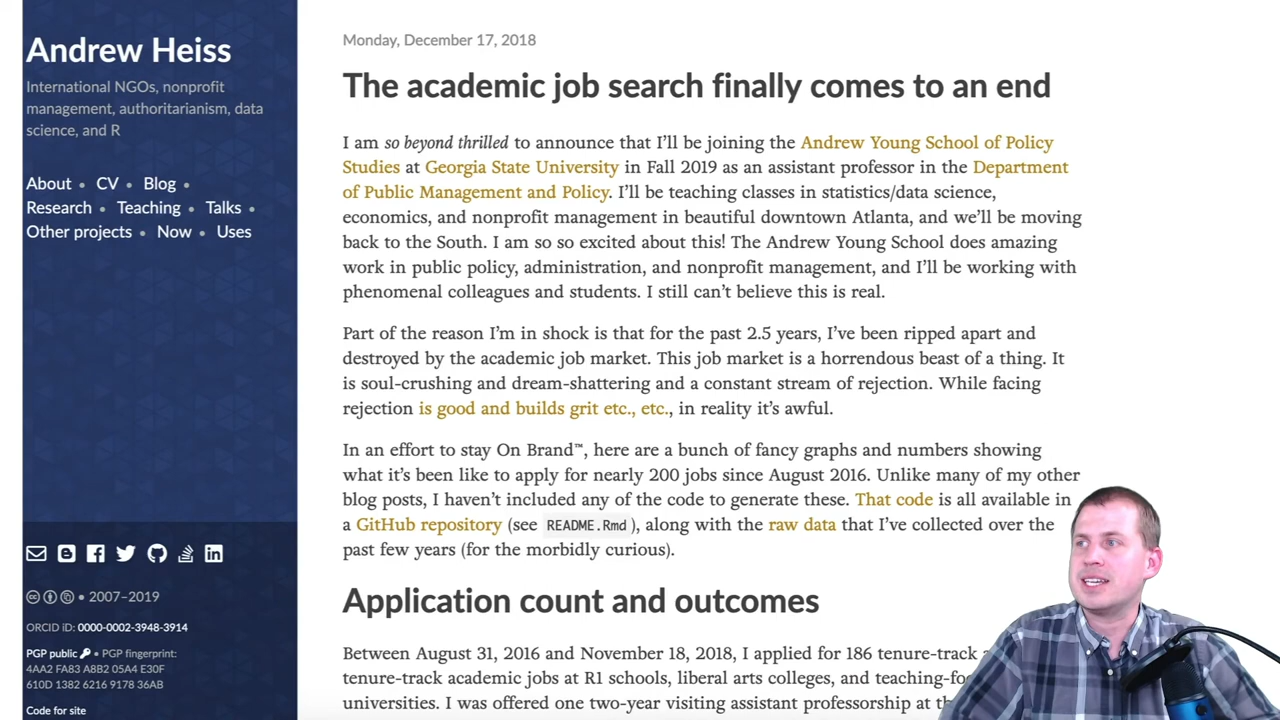 Andrew Heiss
International NGOs, nonprofit
management, authoritarianism, data
science, and R
About • CV • Blog •
Research • Teaching • Talks •
Other projects • Now • Uses
• 2007–2019
ORCID iD: 0000-0002-3948-3914
PGP public • PGP fingerprint:
4AA2 FA83 A8B2 05A4 E30F
610D 1382 6216 9178 36AB
Code for site
Monday, December 17, 2018
The academic job search finally comes to an end
I am so beyond thrilled to announce that I'll be joining the Andrew Young School of Policy
Studies at Georgia State University in Fall 2019 as an assistant professor in the Department
of Public Management and Policy. I'll be teaching classes in statistics/data science,
economics, and nonprofit management in beautiful downtown Atlanta, and we'll be moving
back to the South. I am so so excited about this! The Andrew Young School does amazing
work in public policy, administration, and nonprofit management, and I'll be working with
phenomenal colleagues and students. I still can't believe this is real.
Part of the reason I'm in shock is that for the past 2.5 years, I've been ripped apart and
destroyed by the academic job market. This job market is a horrendous beast of a thing. It
is soul-crushing and dream-shattering and a constant stream of rejection. While facing
rejection is good and builds grit etc., etc., in reality it's awful.
In an effort to stay On Brand™, here are a bunch of fancy graphs and numbers showing
what it's been like to apply for nearly 200 jobs since August 2016. Unlike many of my other
blog posts, I haven't included any of the code to generate these. That code is all available in
a GitHub repository (see README.Rmd), along with the raw data that I've collected over the
past few years (for the morbidly curious).
Application count and outcomes
Between August 31, 2016 and November 18, 2018, I applied for 186 tenure-track
tenure-track academic jobs at R1 schools, liberal arts colleges, and
universities. I was offered one two-year visiting assistant professorship at